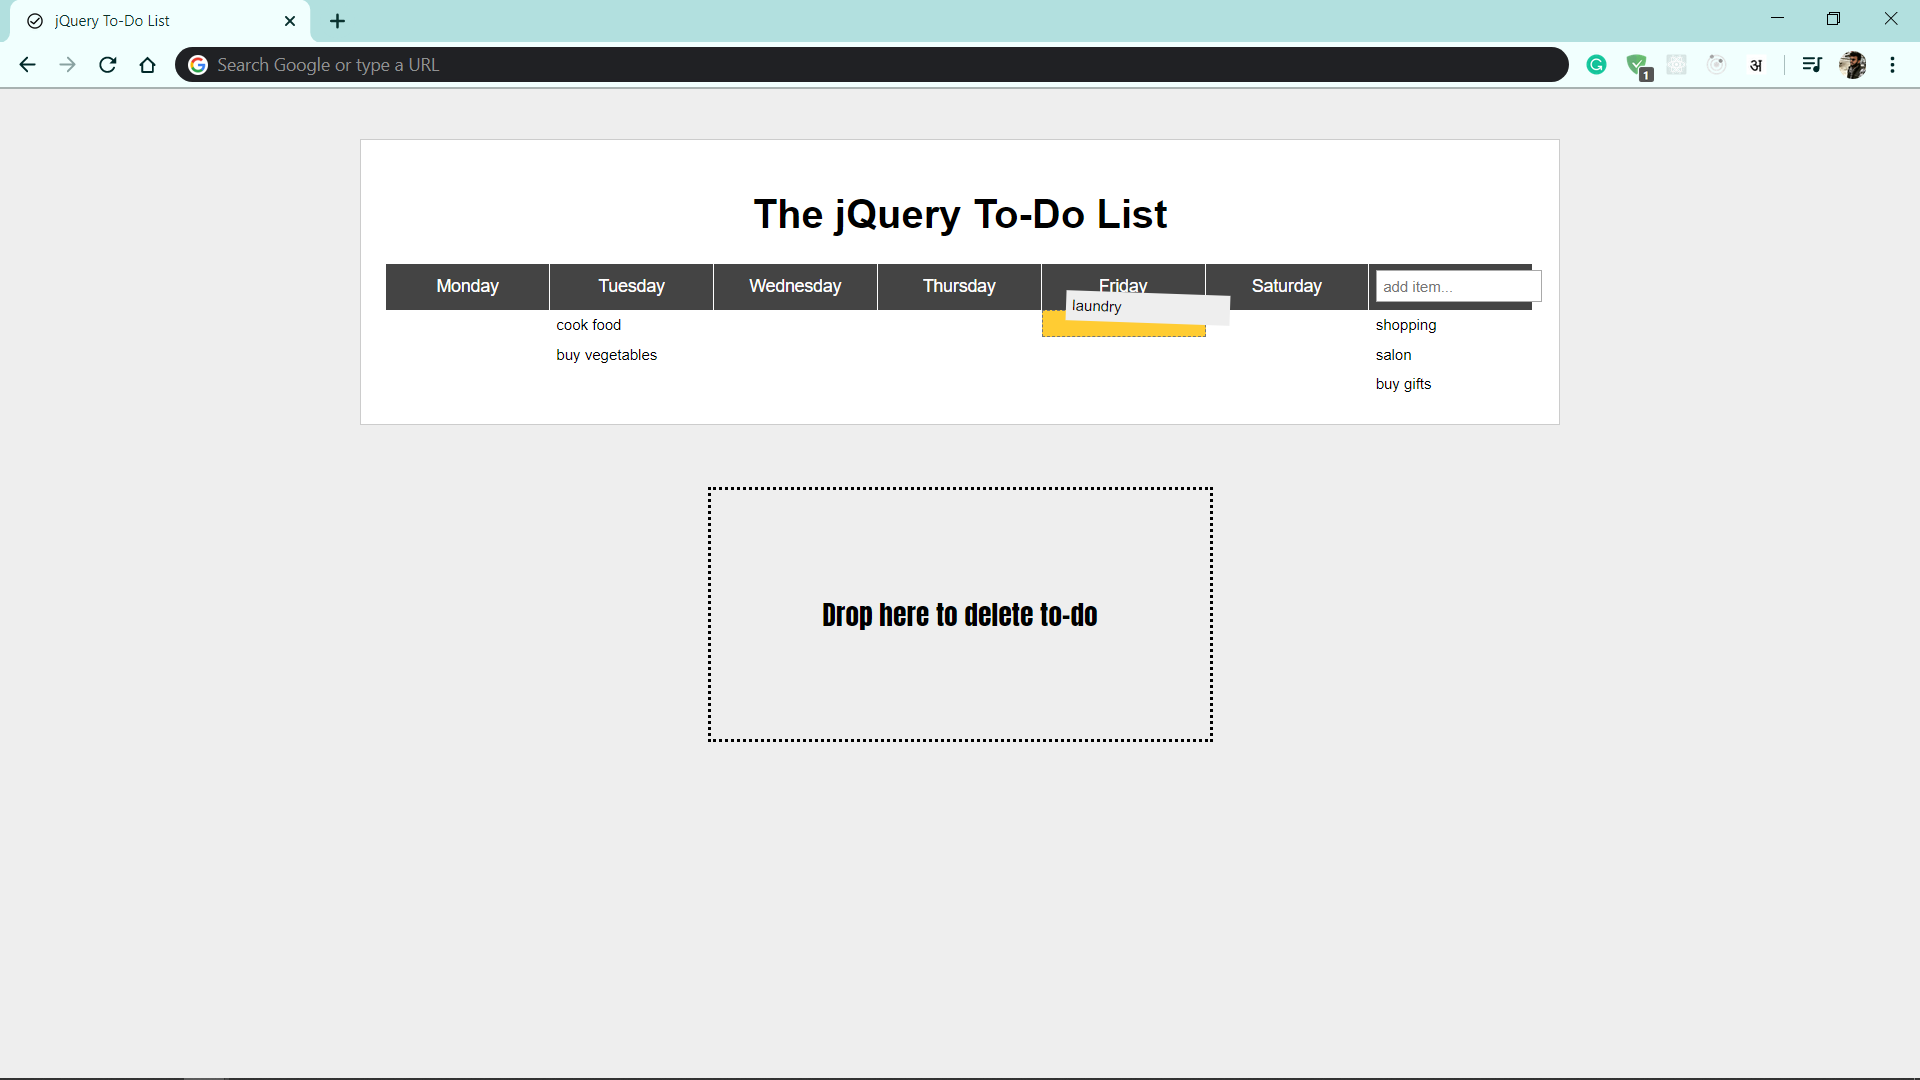 jQuery To-Do List
Search Google or type a URL
1
अ
The jQuery To-Do List
Monday Tuesday Wednesday Thursday Friday Saturday add item...
laundry
cook food shopping
buy vegetables salon
buy gifts
Drop here to delete to-do